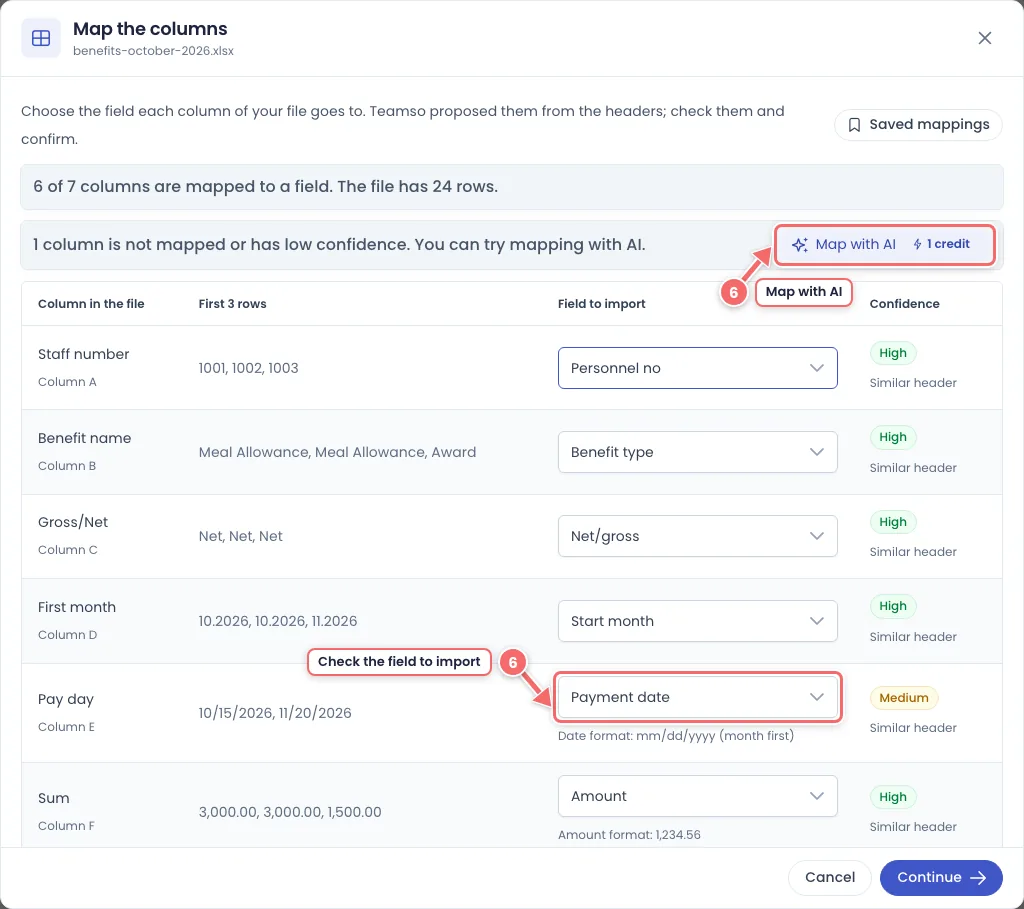 Map the columns
benefits-october-2026.xlsx
Choose the field each column of your file goes to. Teamso proposed them from the headers; check them and
confirm.
Saved mappings
6 of 7 columns are mapped to a field. The file has 24 rows.
1 column is not mapped or has low confidence. You can try mapping with AI.
Map with AI 1 credit
6 Map with AI
Column in the file First 3 rows Field to import Confidence
Staff number
Column A
1001, 1002, 1003
Personnel no
High
Similar header
Benefit name
Column B
Meal Allowance, Meal Allowance, Award
Benefit type
High
Similar header
Gross/Net
Column C
Net, Net, Net
Net/gross
High
Similar header
First month
Column D
10.2026, 10.2026, 11.2026
Start month
High
Similar header
Check the field to import 6
Pay day
Column E
10/15/2026, 11/20/2026
Payment date
Date format: mm/dd/yyyy (month first)
Medium
Similar header
Sum
Column F
3,000.00, 3,000.00, 1,500.00
Amount
Amount format: 1,234.56
High
Similar header
Cancel
Continue